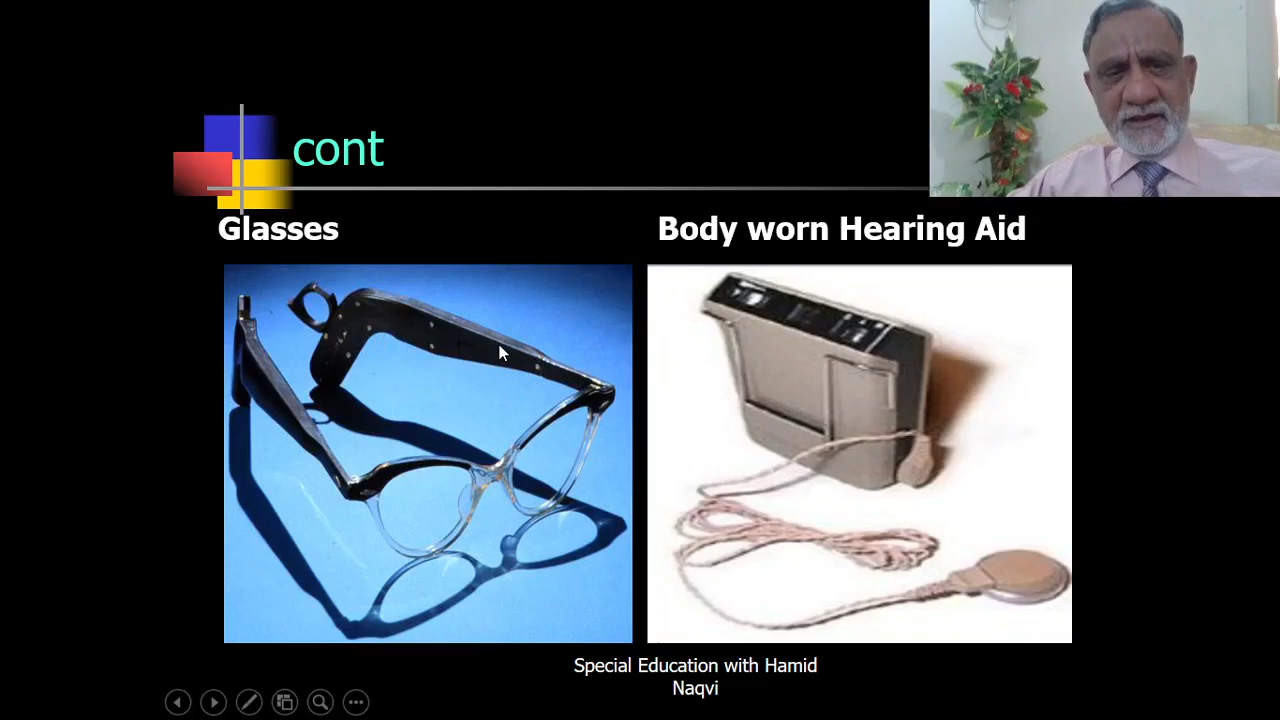 cont
Glasses
Body worn Hearing Aid
Special Education with Hamid
Naqvi